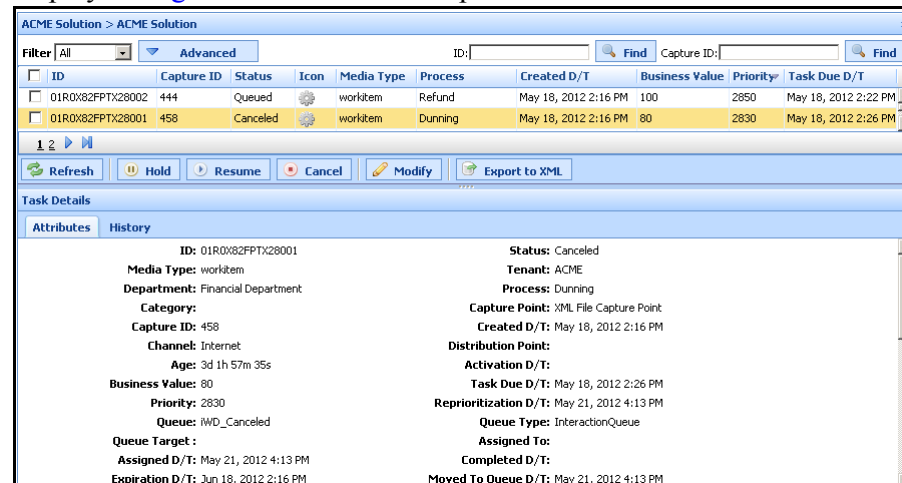 ACME Solution > ACME Solution
Filter All Advanced ID: Find Capture ID: Find
ID Capture ID Status Icon Media Type Process Created D/T Business Value Priority Task Due D/T
01R0X82FPTX28002 444 Queued workitem Refund May 18, 2012 2:16 PM 100 2850 May 18, 2012 2:22 PM
01R0X82FPTX28001 458 Canceled workitem Dunning May 18, 2012 2:16 PM 80 2830 May 18, 2012 2:26 PM
1 2
Refresh Hold Resume Cancel Modify Export to XML
Task Details
Attributes History
ID: 01R0X82FPTX28001 Status: Canceled
Media Type: workitem Tenant: ACME
Department: Financial Department Process: Dunning
Category: Capture Point: XML File Capture Point
Capture ID: 458 Created D/T: May 18, 2012 2:16 PM
Channel: Internet Distribution Point:
Age: 3d 1h 57m 35s Activation D/T:
Business Value: 80 Task Due D/T: May 18, 2012 2:26 PM
Priority: 2830 Reprioritization D/T: May 21, 2012 4:13 PM
Queue: iWD_Canceled Queue Type: InteractionQueue
Queue Target : Assigned To:
Assigned D/T: May 21, 2012 4:13 PM Completed D/T:
Expiration D/T: Jun 18, 2012 2:16 PM Moved To Queue D/T: May 21, 2012 4:13 PM